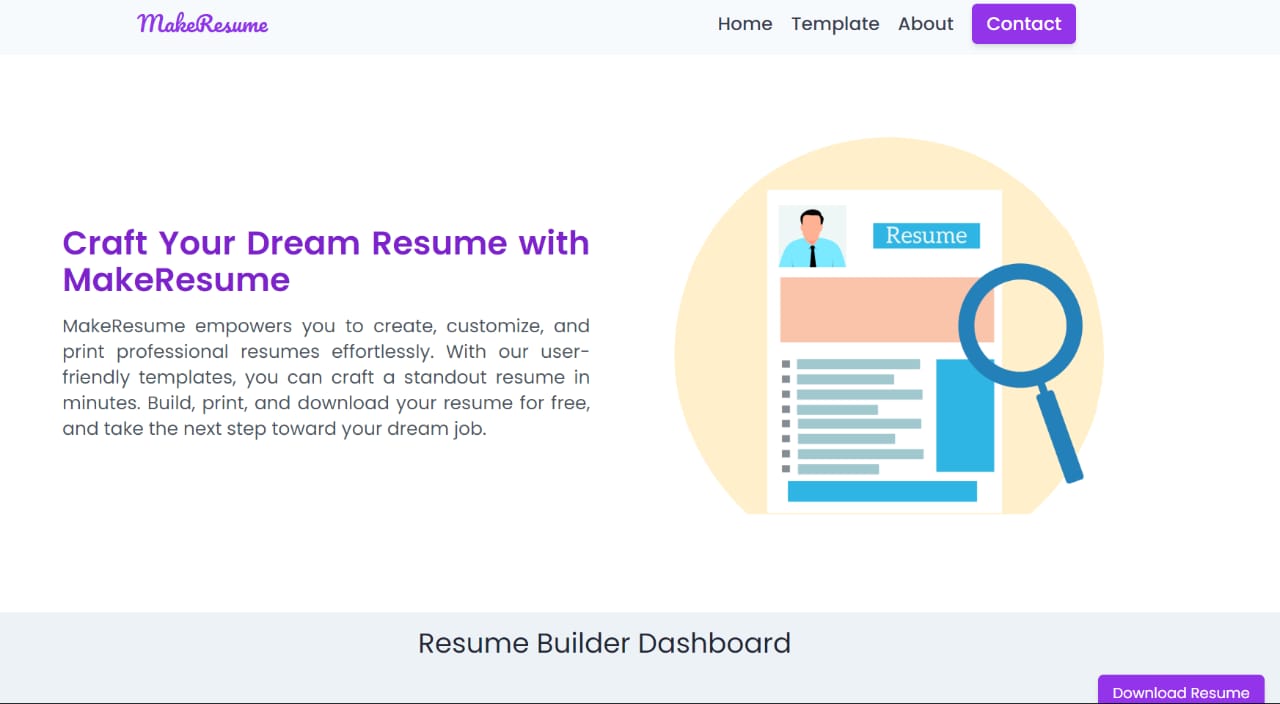 MakeResume
Home Template About Contact
Craft Your Dream Resume with
MakeResume
MakeResume empowers you to create, customize, and
print professional resumes effortlessly. With our user-
friendly templates, you can craft a standout resume in
minutes. Build, print, and download your resume for free,
and take the next step toward your dream job.
Resume
Resume Builder Dashboard
Download Resume